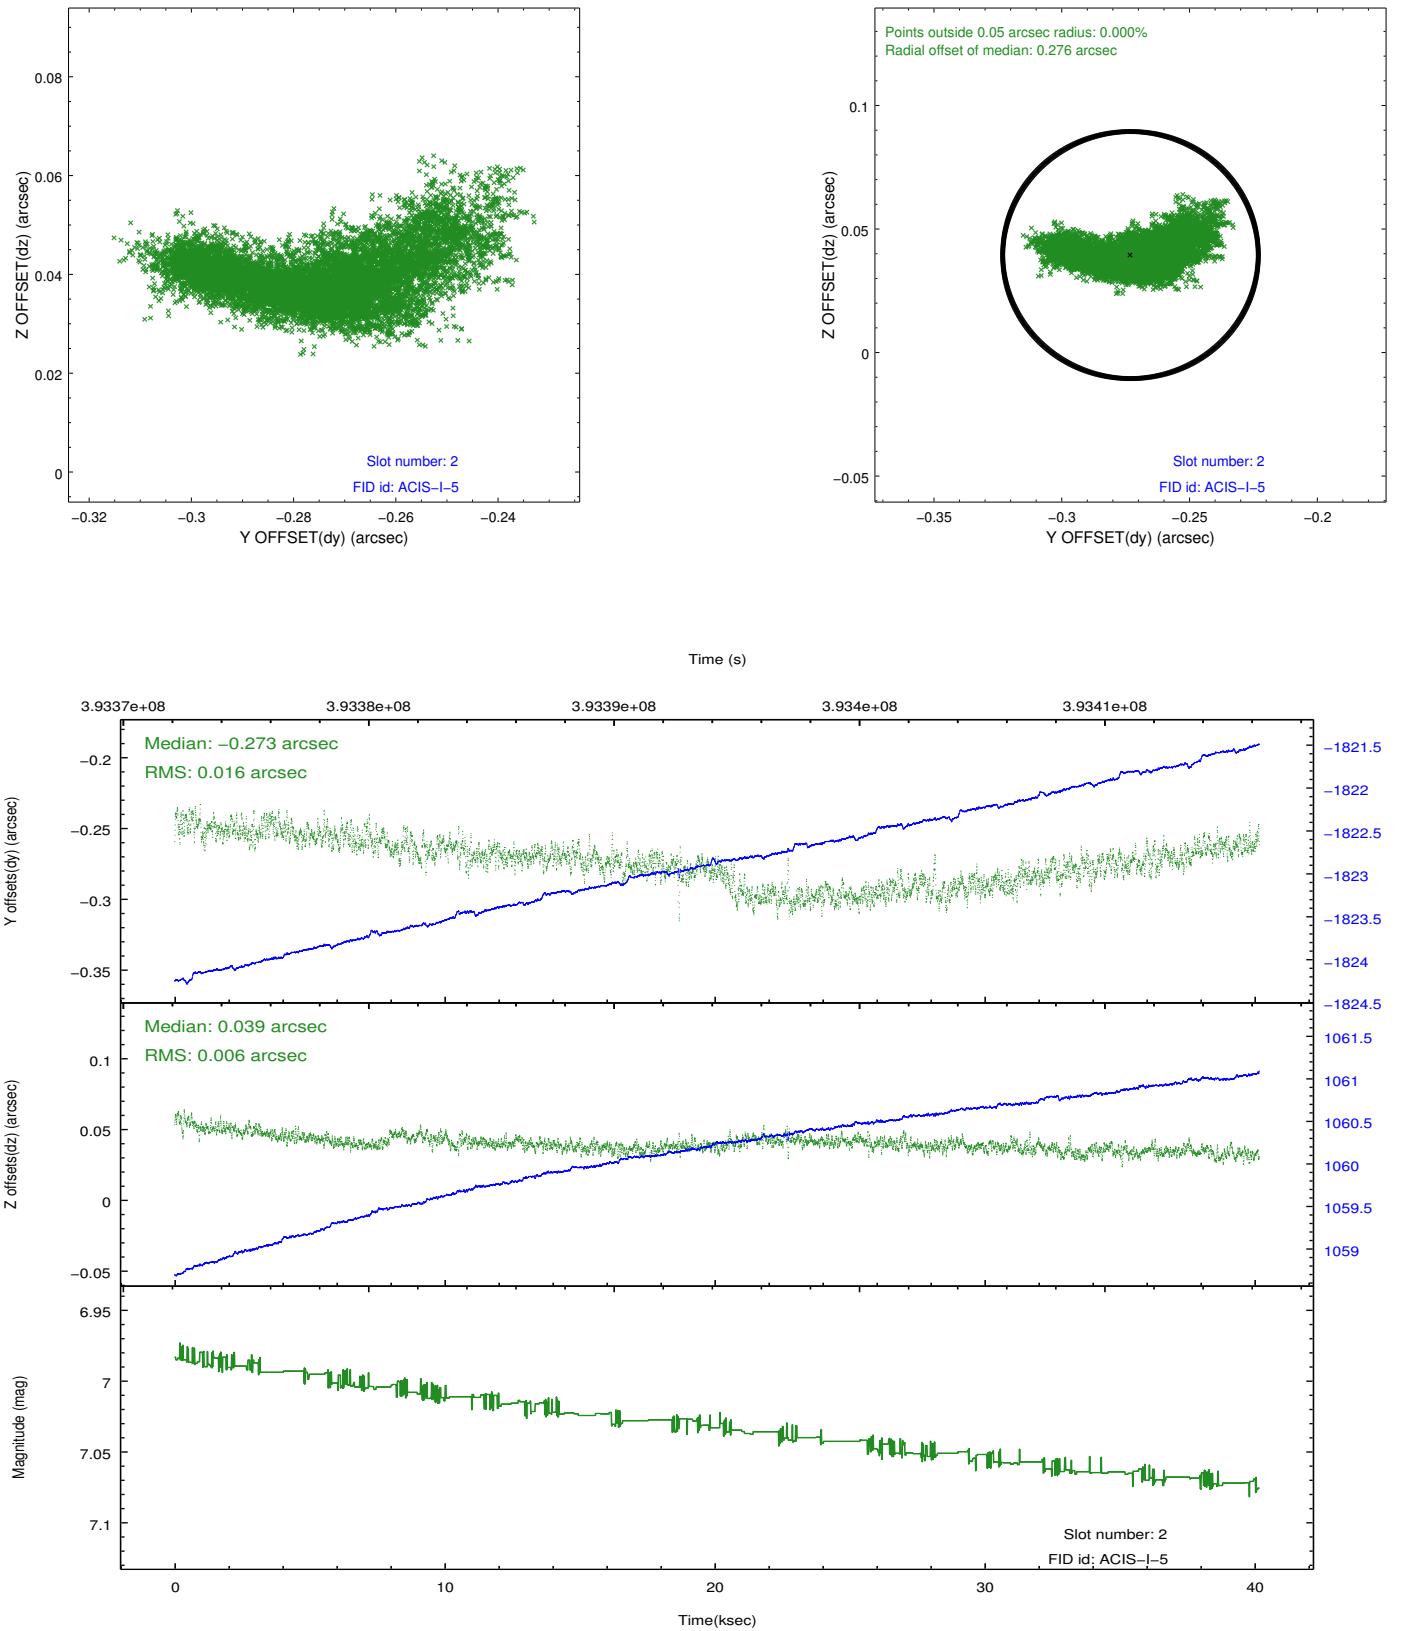 0.08
0.06
0.04
0.02
0
Z OFFSET(dz) (arcsec)
Slot number: 2
FID id: ACIS−I−5
−0.32 −0.3 −0.28 −0.26 −0.24
Y OFFSET(dy) (arcsec)
Points outside 0.05 arcsec radius: 0.000%
Radial offset of median: 0.276 arcsec
0.1
0.05
0
−0.05
Z OFFSET(dz) (arcsec)
Slot number: 2
FID id: ACIS−I−5
−0.35 −0.3 −0.25 −0.2
Y OFFSET(dy) (arcsec)
Time (s)
3.9337e+08 3.9338e+08 3.9339e+08 3.934e+08 3.9341e+08
Median: −0.273 arcsec
RMS: 0.016 arcsec
−0.2
−0.25
−0.3
−0.35
Y offsets(dy) (arcsec)
−1821.5
−1822
−1822.5
−1823
−1823.5
−1824
−1824.5
Median: 0.039 arcsec
RMS: 0.006 arcsec
0.1
0.05
0
−0.05
Z offsets(dz) (arcsec)
1061.5
1061
1060.5
1060
1059.5
1059
6.95
7
7.05
7.1
Magnitude (mag)
Slot number: 2
FID id: ACIS−I−5
0 10 20 30 40
Time(ksec)